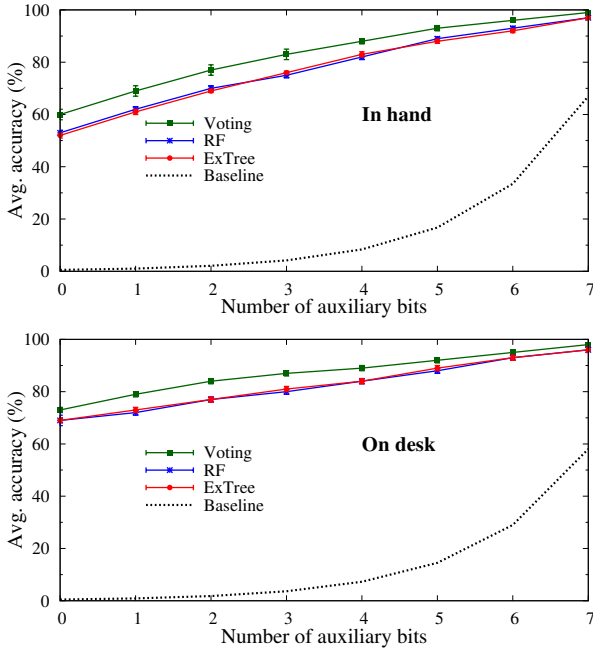 100
80
60
40
20
0
Avg. accuracy (%)
In hand
Voting
RF
ExTree
Baseline
0 1 2 3 4 5 6 7
Number of auxiliary bits
100
80
60
40
20
0
Avg. accuracy (%)
On desk
Voting
RF
ExTree
Baseline
0 1 2 3 4 5 6 7
Number of auxiliary bits